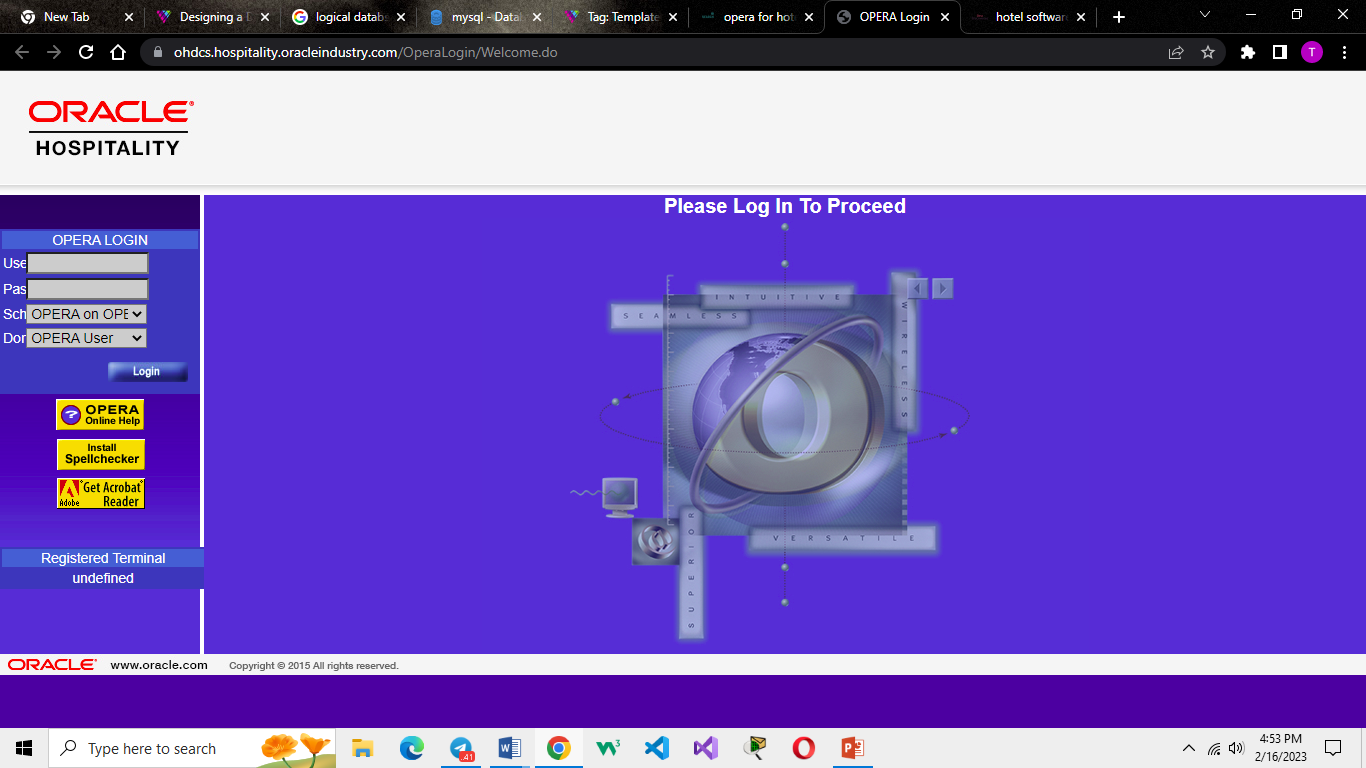 New Tab
Designing a D
logical databs
mysql - Datab
Tag: Template
opera for hot
OPERA Login
hotel softwar
ohdcs.hospitality.oracleindustry.com/OperaLogin/Welcome.do
T
ORACLE®
HOSPITALITY
Please Log In To Proceed
OPERA LOGIN
Use
Pas
Sch OPERA on OPE
Dor OPERA User
Login
OPERA
Online Help
Install
Spellchecker
Adobe
Get Acrobat®
Reader
Registered Terminal
undefined
INTUITIVE
SEAMLESS
WIRELESS
VERSATILE
SUPERIOR
ORACLE® www.oracle.com Copyright © 2015 All rights reserved.
Type here to search
41
4:53 PM
2/16/2023